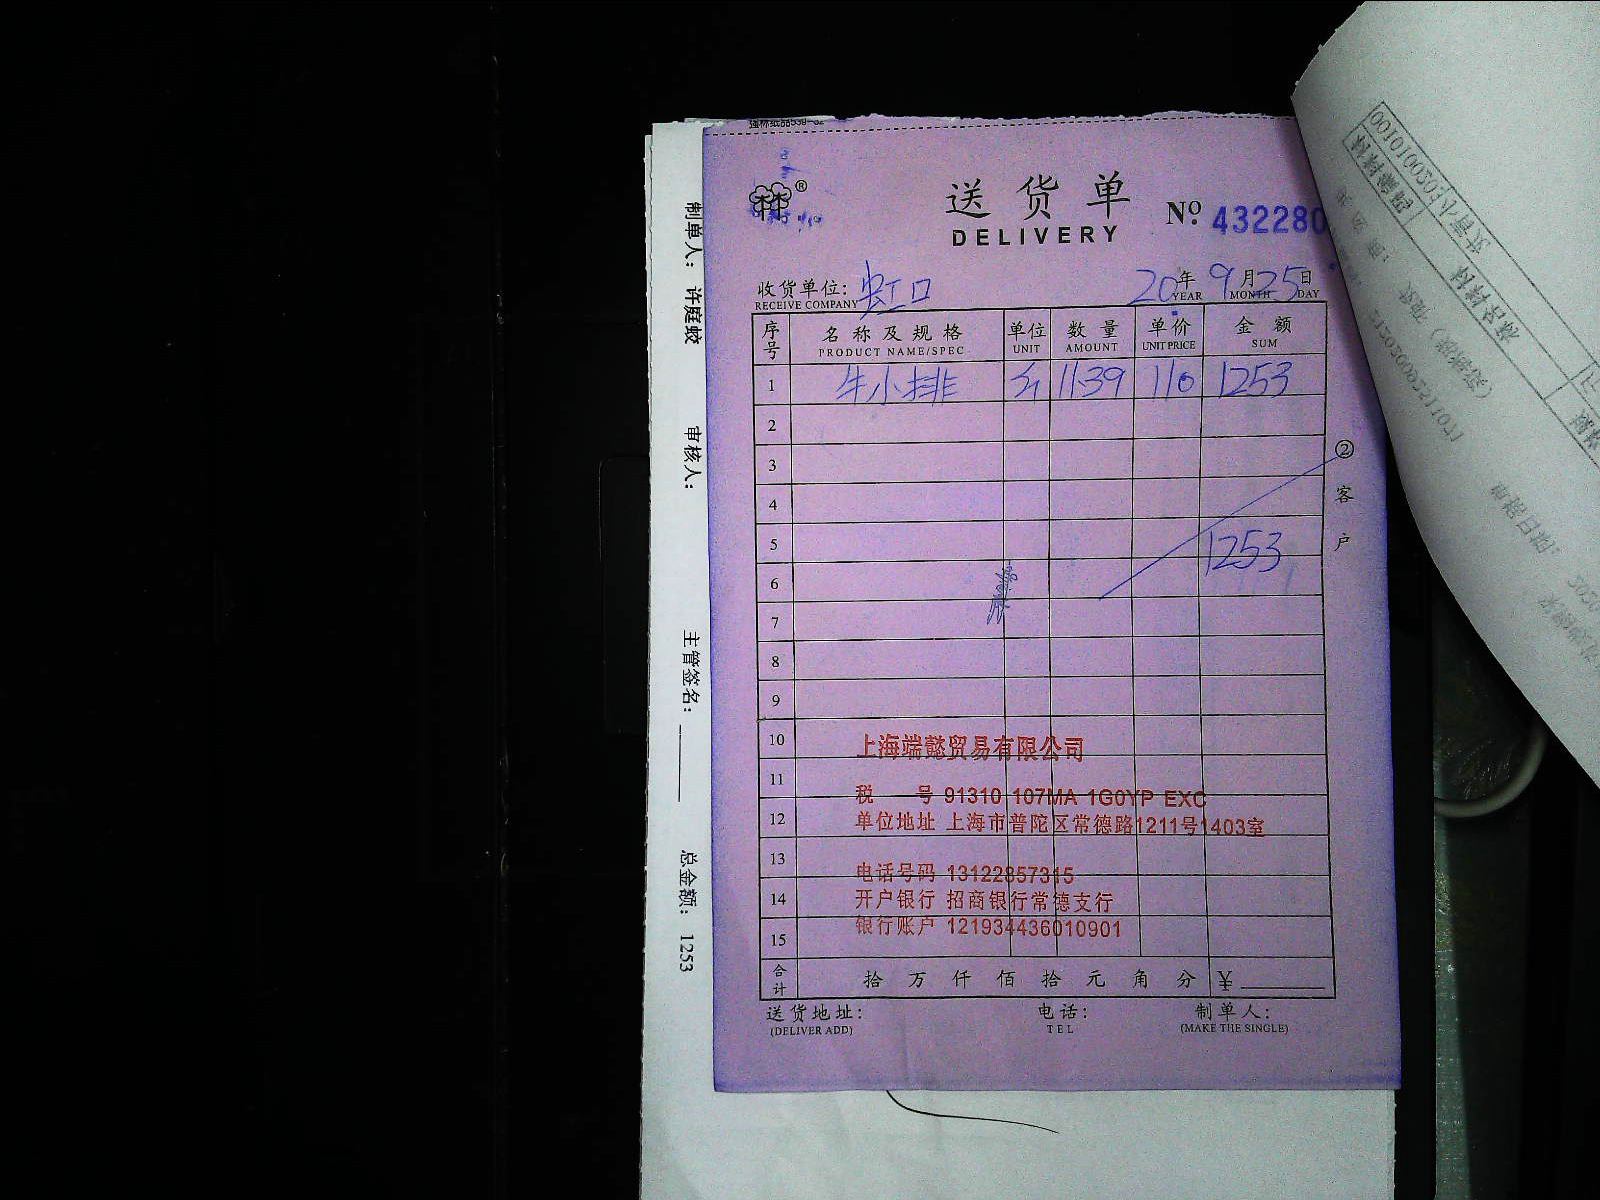 送货单
DELIVERY
No. 432280
收货单位: 虹口
RECEIVE COMPANY
20年 9月 25日
YEAR MONTH DAY
序号 名称及规格 单位 数量 单价 金额
PRODUCT NAME/SPEC UNIT AMOUNT UNIT PRICE SUM
1 牛小排 11.39 110 1253
2
3
4
5 1253
6
7
8
9
10 上海端懿贸易有限公司
11
税 号 91310 107MA 1G0YP EXC
12 单位地址 上海市普陀区常德路1211号1403室
13
电话号码 13122857315
14 开户银行 招商银行常德支行
15 银行账户 121934436010901
合计 拾 万 仟 佰 拾 元 角 分 ¥
送货地址: 电话: 制单人:
(DELIVER ADD) TEL (MAKE THE SINGLE)
② 客户
制单人: 许庭蛟 审核人: 主管签名: 总金额: 1253